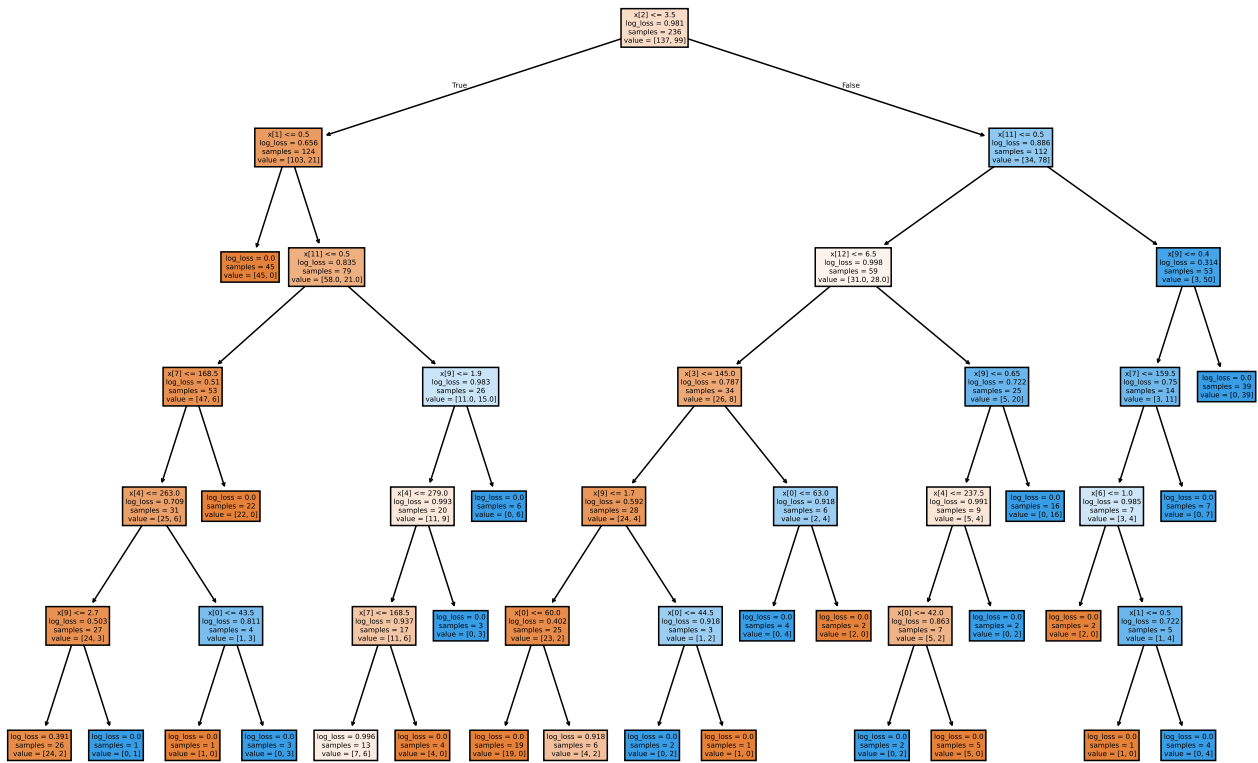 x[2] <= 3.5
log_loss = 0.981
samples = 236
value = [137, 99]
True
False
x[1] <= 0.5
log_loss = 0.656
samples = 124
value = [103, 21]
x[11] <= 0.5
log_loss = 0.886
samples = 112
value = [34, 78]
log_loss = 0.0
samples = 45
value = [45, 0]
x[11] <= 0.5
log_loss = 0.835
samples = 79
value = [58.0, 21.0]
x[12] <= 6.5
log_loss = 0.998
samples = 59
value = [31.0, 28.0]
x[9] <= 0.4
log_loss = 0.314
samples = 53
value = [3, 50]
x[7] <= 168.5
log_loss = 0.51
samples = 53
value = [47, 6]
x[9] <= 1.9
log_loss = 0.983
samples = 26
value = [11.0, 15.0]
x[3] <= 145.0
log_loss = 0.787
samples = 34
value = [26, 8]
x[9] <= 0.65
log_loss = 0.722
samples = 25
value = [5, 20]
x[7] <= 159.5
log_loss = 0.75
samples = 14
value = [3, 11]
log_loss = 0.0
samples = 39
value = [0, 39]
x[4] <= 263.0
log_loss = 0.709
samples = 31
value = [25, 6]
log_loss = 0.0
samples = 22
value = [22, 0]
x[4] <= 279.0
log_loss = 0.993
samples = 20
value = [11, 9]
log_loss = 0.0
samples = 6
value = [0, 6]
x[9] <= 1.7
log_loss = 0.592
samples = 28
value = [24, 4]
x[0] <= 63.0
log_loss = 0.918
samples = 6
value = [2, 4]
x[4] <= 237.5
log_loss = 0.991
samples = 9
value = [5, 4]
log_loss = 0.0
samples = 16
value = [0, 16]
x[6] <= 1.0
log_loss = 0.985
samples = 7
value = [3, 4]
log_loss = 0.0
samples = 7
value = [0, 7]
x[9] <= 2.7
log_loss = 0.503
samples = 27
value = [24, 3]
x[0] <= 43.5
log_loss = 0.811
samples = 4
value = [1, 3]
x[7] <= 168.5
log_loss = 0.937
samples = 17
value = [11, 6]
log_loss = 0.0
samples = 3
value = [0, 3]
x[0] <= 60.0
log_loss = 0.402
samples = 25
value = [23, 2]
x[0] <= 44.5
log_loss = 0.918
samples = 3
value = [1, 2]
log_loss = 0.0
samples = 4
value = [0, 4]
log_loss = 0.0
samples = 2
value = [2, 0]
x[0] <= 42.0
log_loss = 0.863
samples = 7
value = [5, 2]
log_loss = 0.0
samples = 2
value = [0, 2]
log_loss = 0.0
samples = 2
value = [2, 0]
x[1] <= 0.5
log_loss = 0.722
samples = 5
value = [1, 4]
log_loss = 0.391
samples = 26
value = [24, 2]
log_loss = 0.0
samples = 1
value = [0, 1]
log_loss = 0.0
samples = 1
value = [1, 0]
log_loss = 0.0
samples = 3
value = [0, 3]
log_loss = 0.996
samples = 13
value = [7, 6]
log_loss = 0.0
samples = 4
value = [4, 0]
log_loss = 0.0
samples = 19
value = [19, 0]
log_loss = 0.918
samples = 6
value = [4, 2]
log_loss = 0.0
samples = 2
value = [0, 2]
log_loss = 0.0
samples = 1
value = [1, 0]
log_loss = 0.0
samples = 2
value = [0, 2]
log_loss = 0.0
samples = 5
value = [5, 0]
log_loss = 0.0
samples = 1
value = [1, 0]
log_loss = 0.0
samples = 4
value = [0, 4]